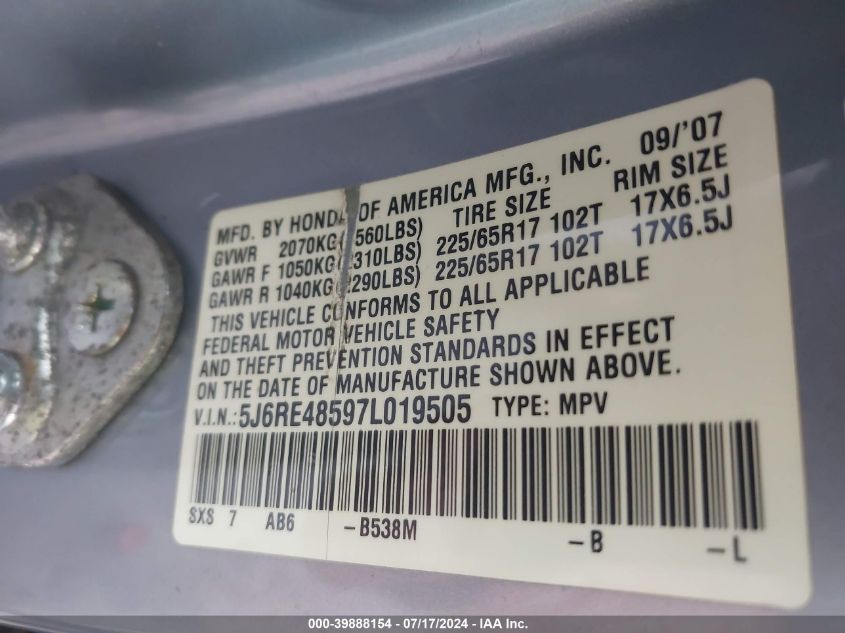 MFD. BY HONDA OF AMERICA MFG., INC. 09/'07
GVWR 2070KG( 560LBS) TIRE SIZE RIM SIZE
GAWR F 1050KG( 310LBS) 225/65R17 102T 17X6.5J
GAWR R 1040KG( 290LBS) 225/65R17 102T 17X6.5J
THIS VEHICLE CONFORMS TO ALL APPLICABLE
FEDERAL MOTOR VEHICLE SAFETY
AND THEFT PREVENTION STANDARDS IN EFFECT
ON THE DATE OF MANUFACTURE SHOWN ABOVE.
V.I.N.: 5J6RE48597L019505 TYPE: MPV
SXS 7 AB6 -B538M -B -L
000-39888154 - 07/17/2024 - IAA Inc.